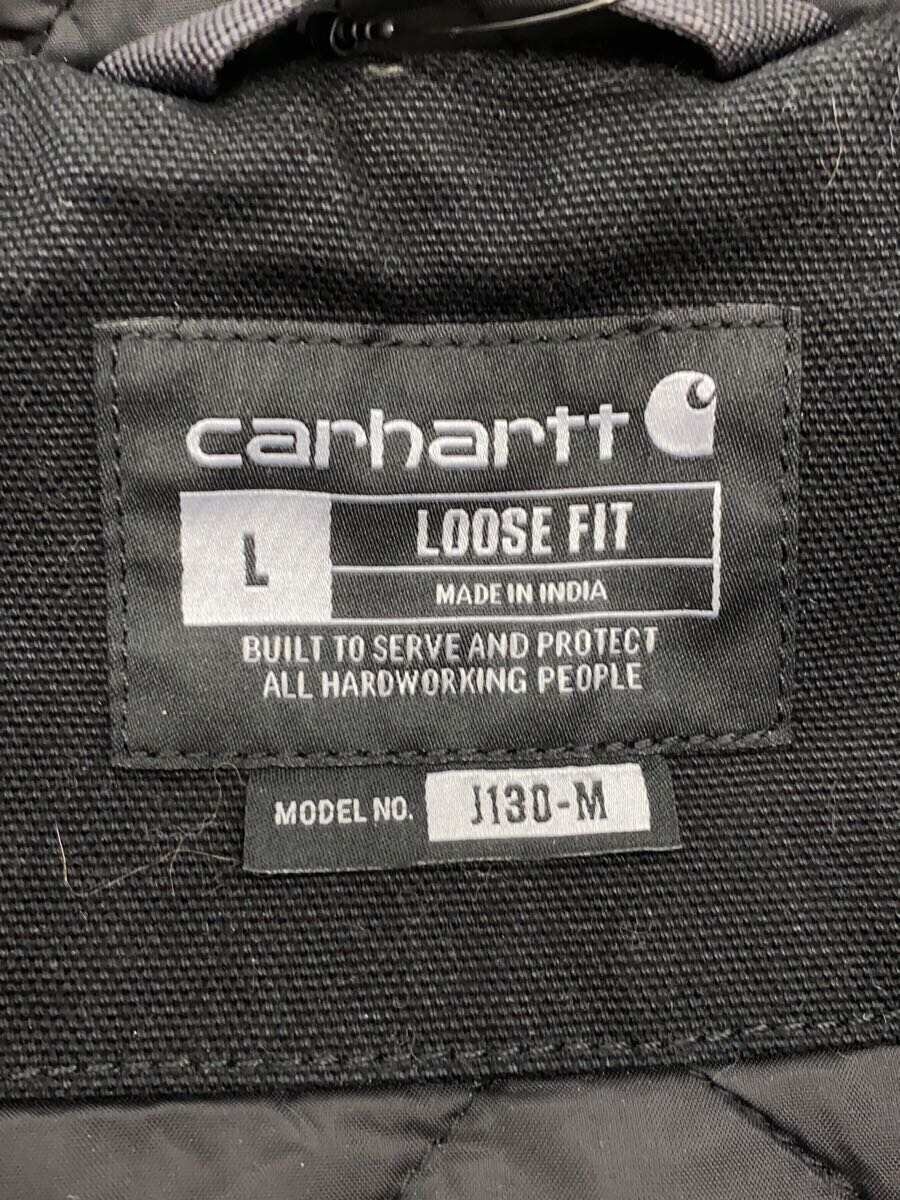 carhartt
L
LOOSE FIT
MADE IN INDIA
BUILT TO SERVE AND PROTECT
ALL HARDWORKING PEOPLE
MODEL NO. J130-M